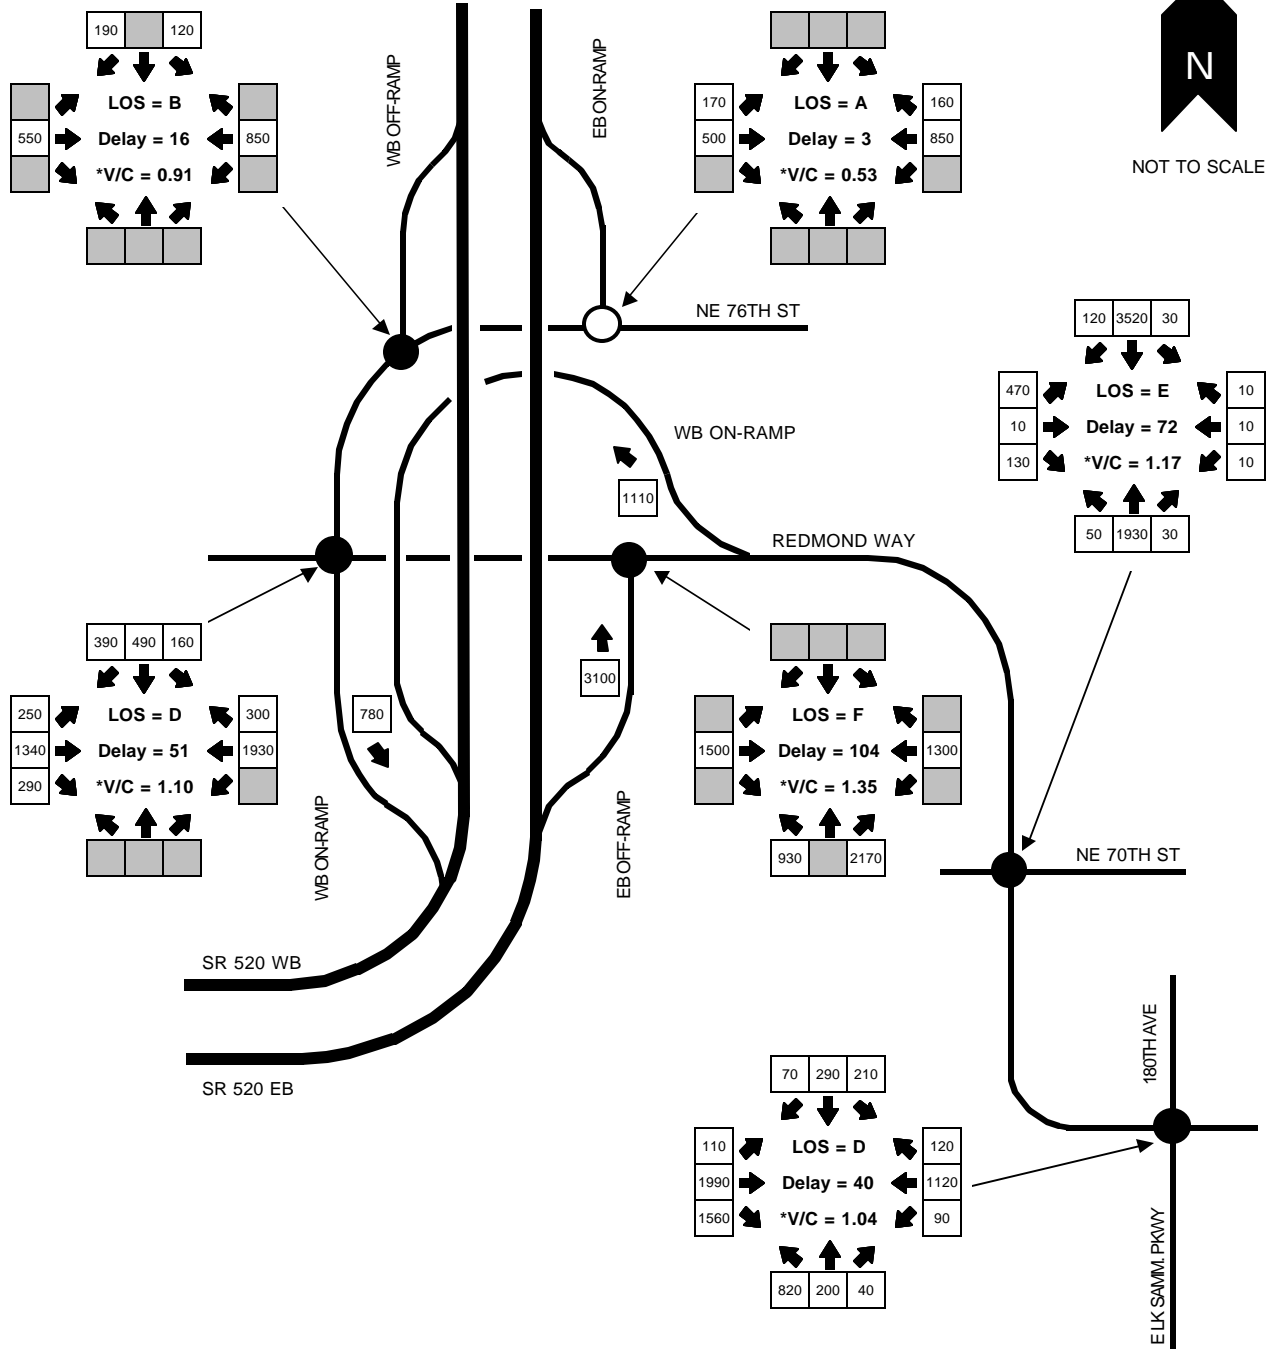 190 120
LOS = B
550 Delay = 16 850
*V/C = 0.91
WB OFF-RAMP
EB ON-RAMP
170 LOS = A 160
500 Delay = 3 850
*V/C = 0.53
N
NOT TO SCALE
NE 76TH ST
120 3520 30
470 LOS = E 10
10 Delay = 72 10
130 *V/C = 1.17 10
50 1930 30
WB ON-RAMP
1110
REDMOND WAY
390 490 160
250 LOS = D 300
1340 Delay = 51 1930
290 *V/C = 1.10
780
3100
LOS = F
1500 Delay = 104 1300
*V/C = 1.35
930 2170
WB ON-RAMP
EB OFF-RAMP
NE 70TH ST
SR 520 WB
SR 520 EB
180TH AVE
70 290 210
110 LOS = D 120
1990 Delay = 40 1120
1560 *V/C = 1.04 90
820 200 40
E LK SAMM. PKWY